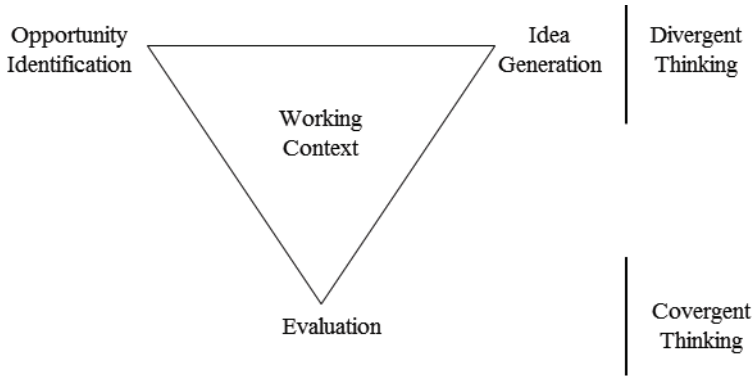 Opportunity
Identification
Idea
Generation
Divergent
Thinking
Working
Context
Evaluation
Covergent
Thinking